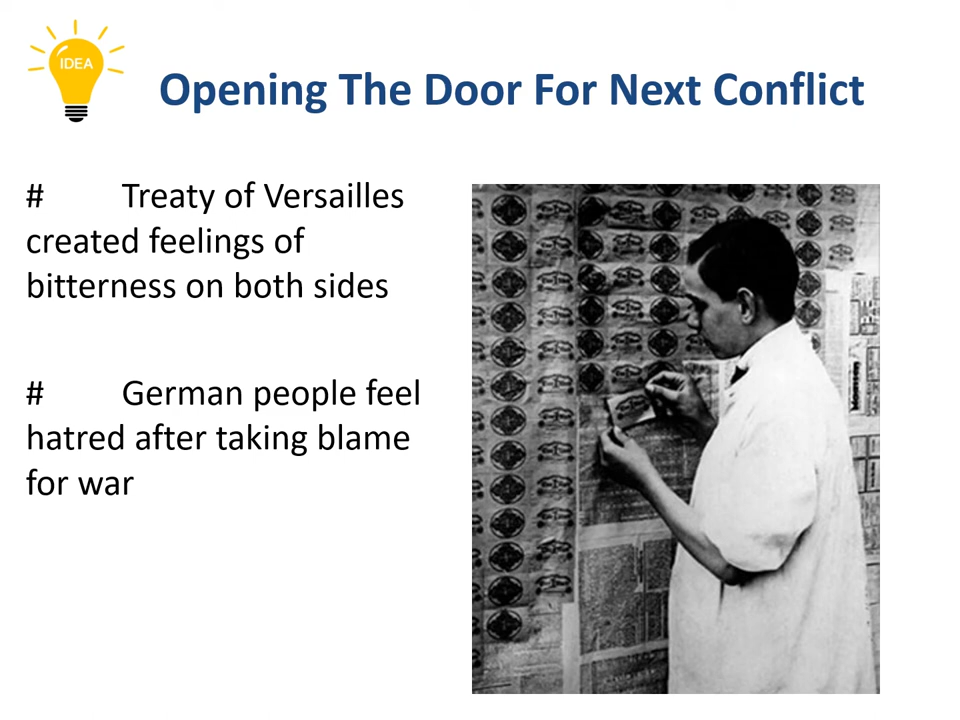 IDEA
Opening The Door For Next Conflict
# Treaty of Versailles
created feelings of
bitterness on both sides
# German people feel
hatred after taking blame
for war